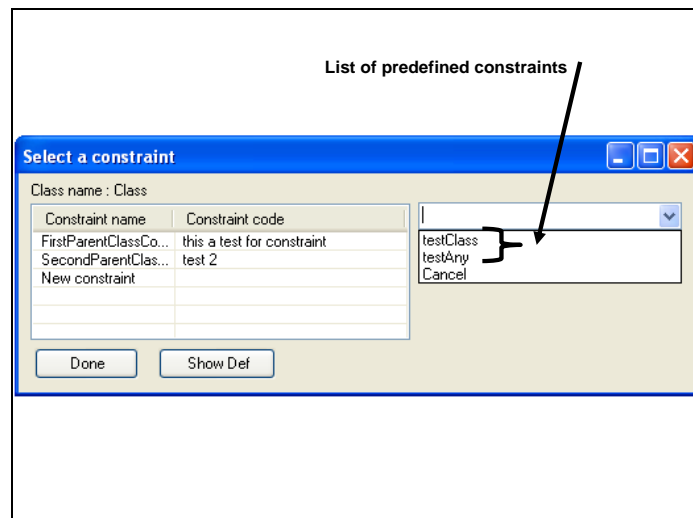 List of predefined constraints
Select a constraint
Class name : Class
Constraint name Constraint code
FirstParentClassCo... this a test for constraint
SecondParentClas... test 2
New constraint
testClass
testAny
Cancel
Done Show Def